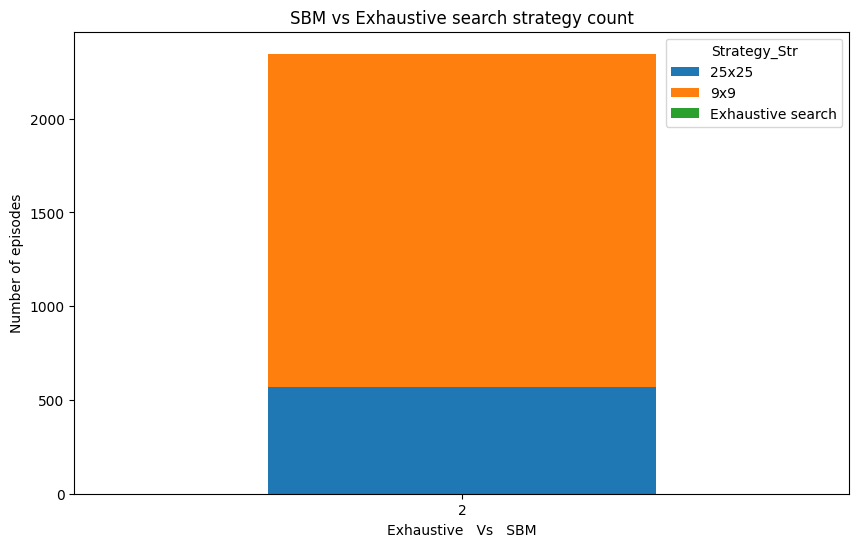 SBM vs Exhaustive search strategy count
Strategy_Str
25x25
9x9
Exhaustive search
Number of episodes
2000
1500
1000
500
0
2
Exhaustive   Vs   SBM